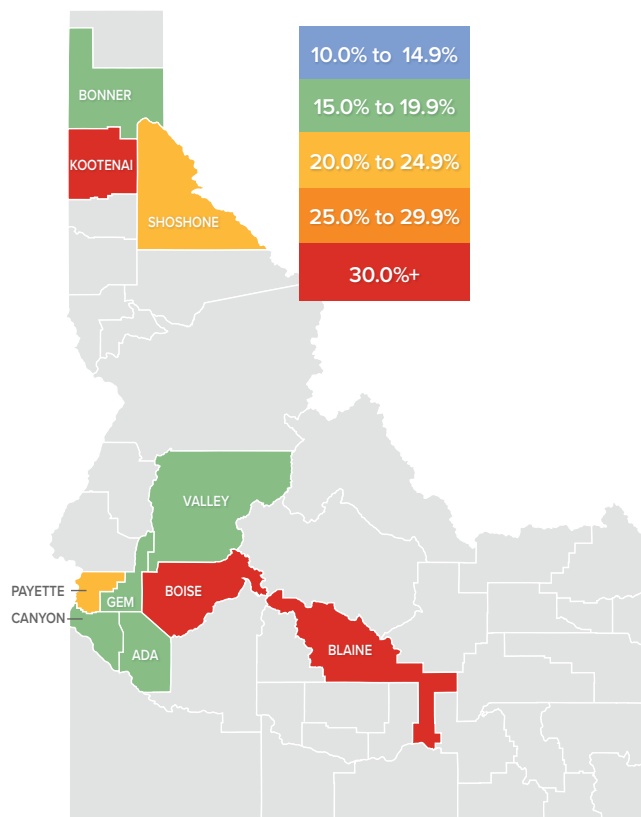 10.0% to 14.9%
15.0% to 19.9%
20.0% to 24.9%
25.0% to 29.9%
30.0%+
BONNER
KOOTENAI
SHOSHONE
VALLEY
PAYETTE
BOISE
GEM
CANYON
BLAINE
ADA